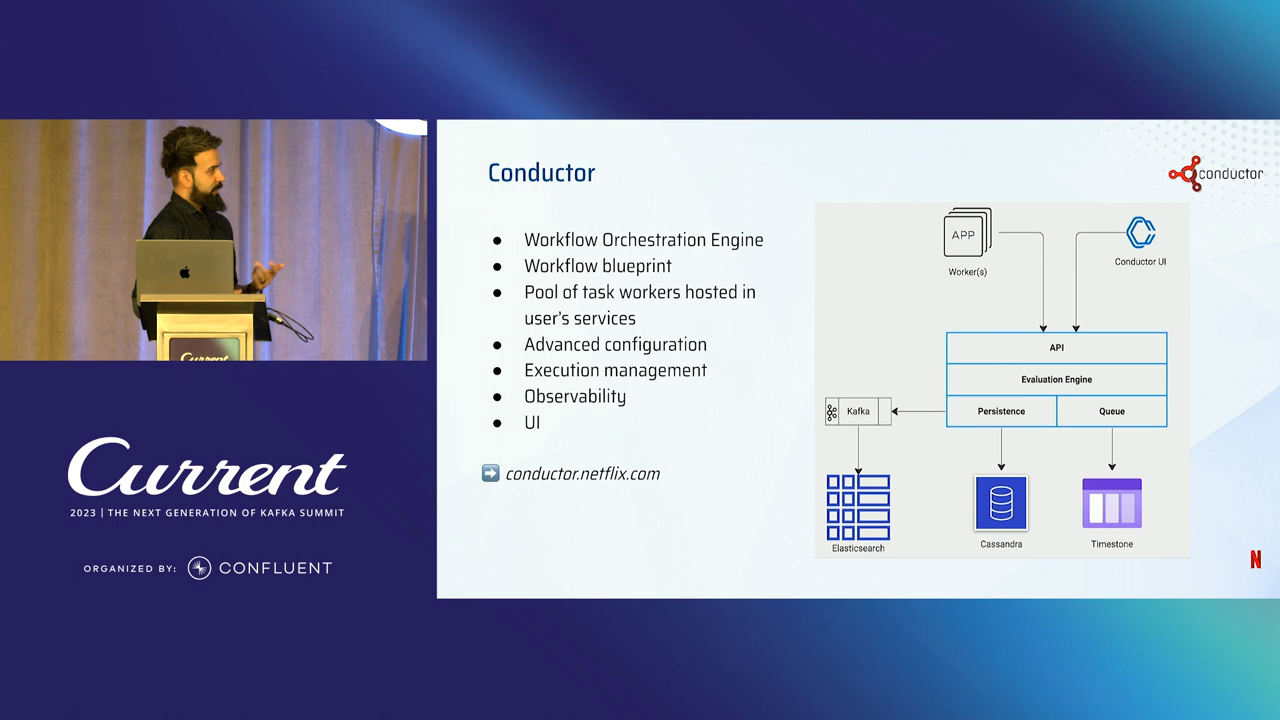 Conductor
conductor
● Workflow Orchestration Engine
● Workflow blueprint
● Pool of task workers hosted in
user's services
● Advanced configuration
● Execution management
● Observability
● UI
➡ conductor.netflix.com
APP
Worker(s)
Conductor UI
API
Evaluation Engine
Persistence
Queue
Kafka
Elasticsearch
Cassandra
Timestone
N
Current
Current
2023 | THE NEXT GENERATION OF KAFKA SUMMIT
ORGANIZED BY: CONFLUENT